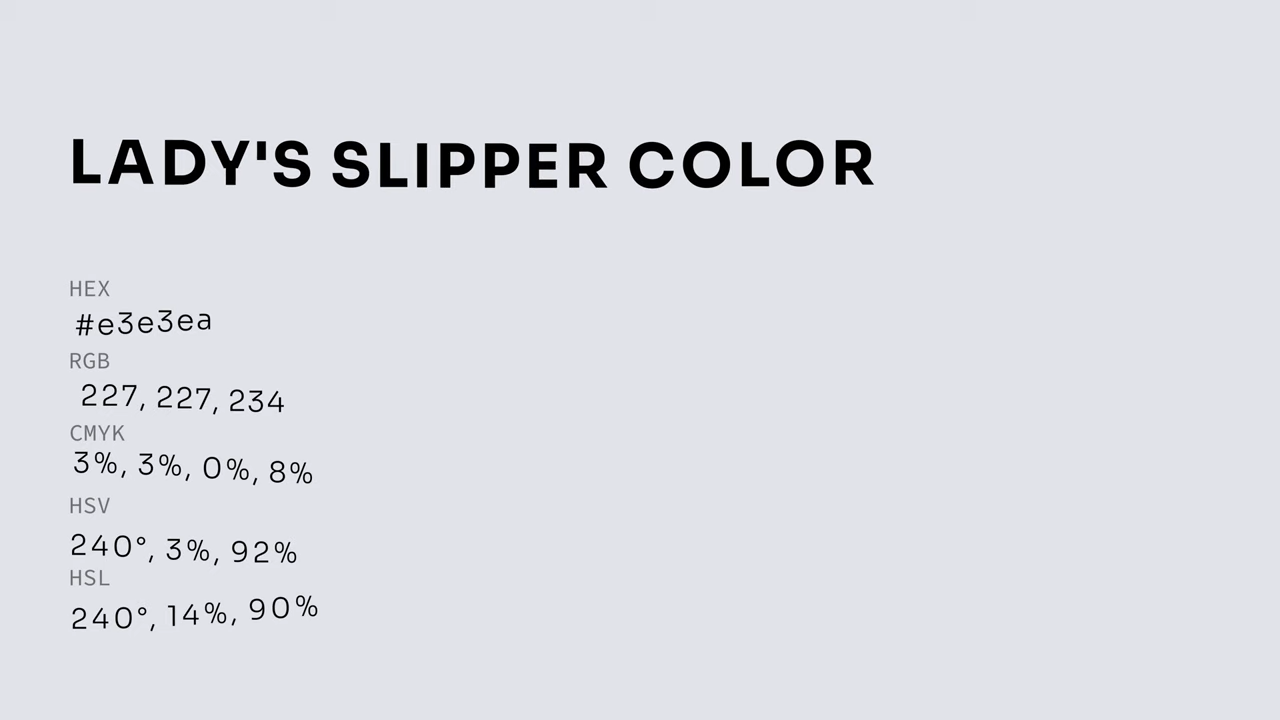 LADY'S SLIPPER COLOR
HEX
#e3e3ea
RGB
227, 227, 234
CMYK
3%, 3%, 0%, 8%
HSV
240°, 3%, 92%
HSL
240°, 14%, 90%